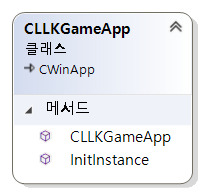 CLLKGameApp
클래스
CWinApp
메서드
CLLKGameApp
InitInstance